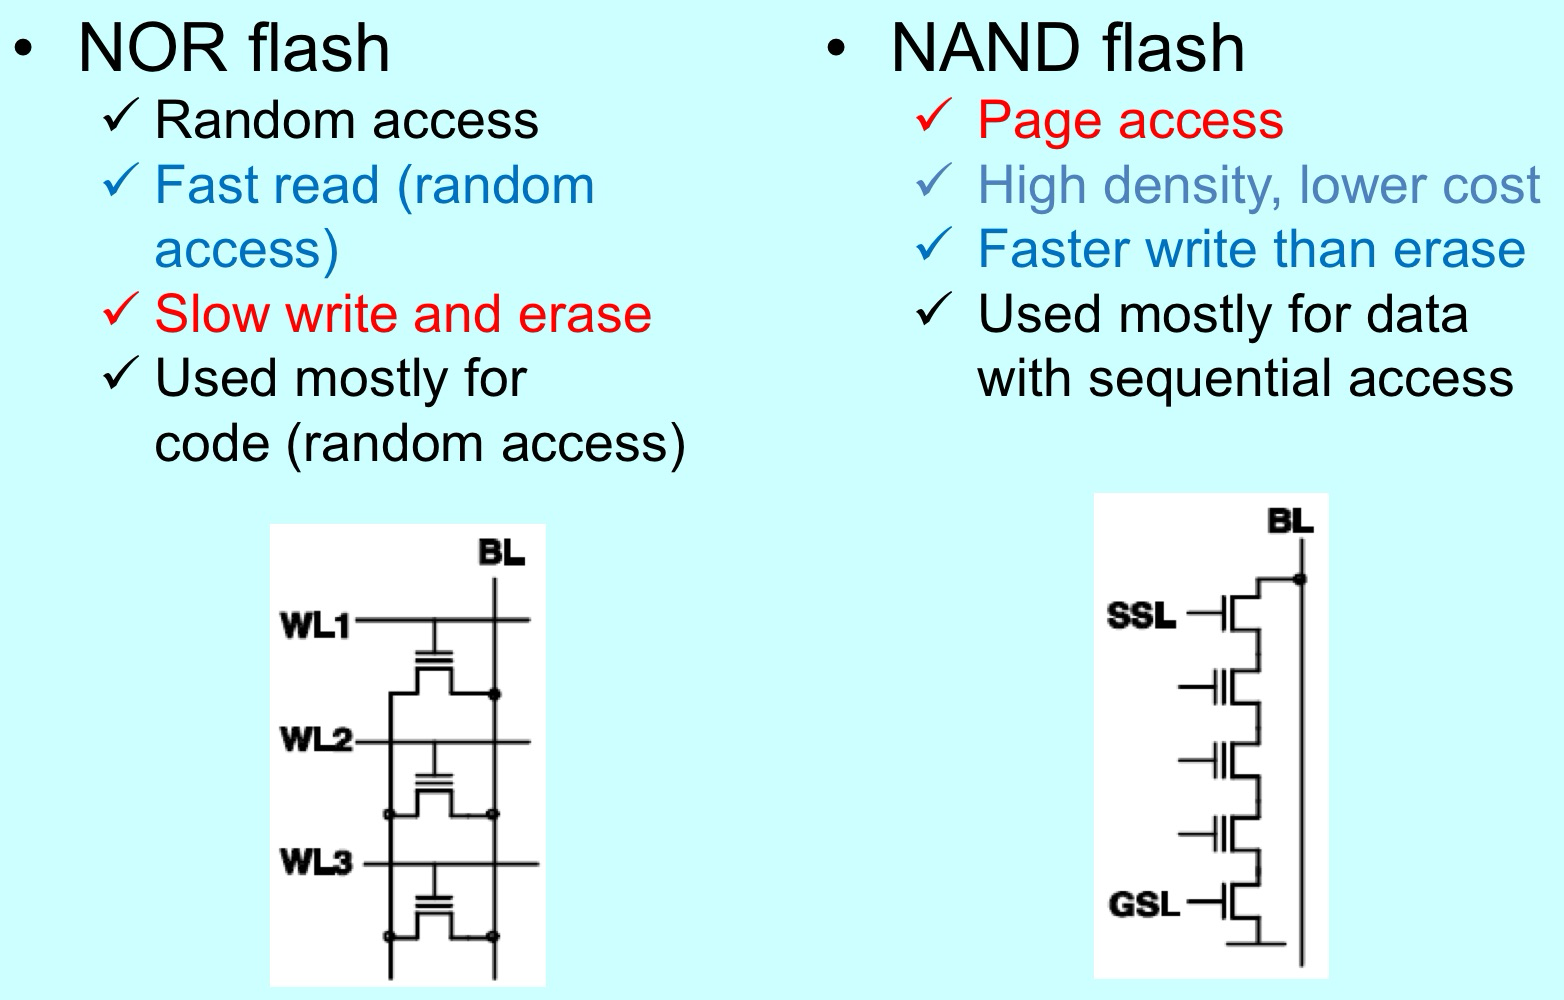 • NOR flash
✓ Random access
✓ Fast read (random
access)
✓ Slow write and erase
✓ Used mostly for
code (random access)
BL
WL1
WL2
WL3
• NAND flash
✓ Page access
✓ High density, lower cost
✓ Faster write than erase
✓ Used mostly for data
with sequential access
BL
SSL
GSL